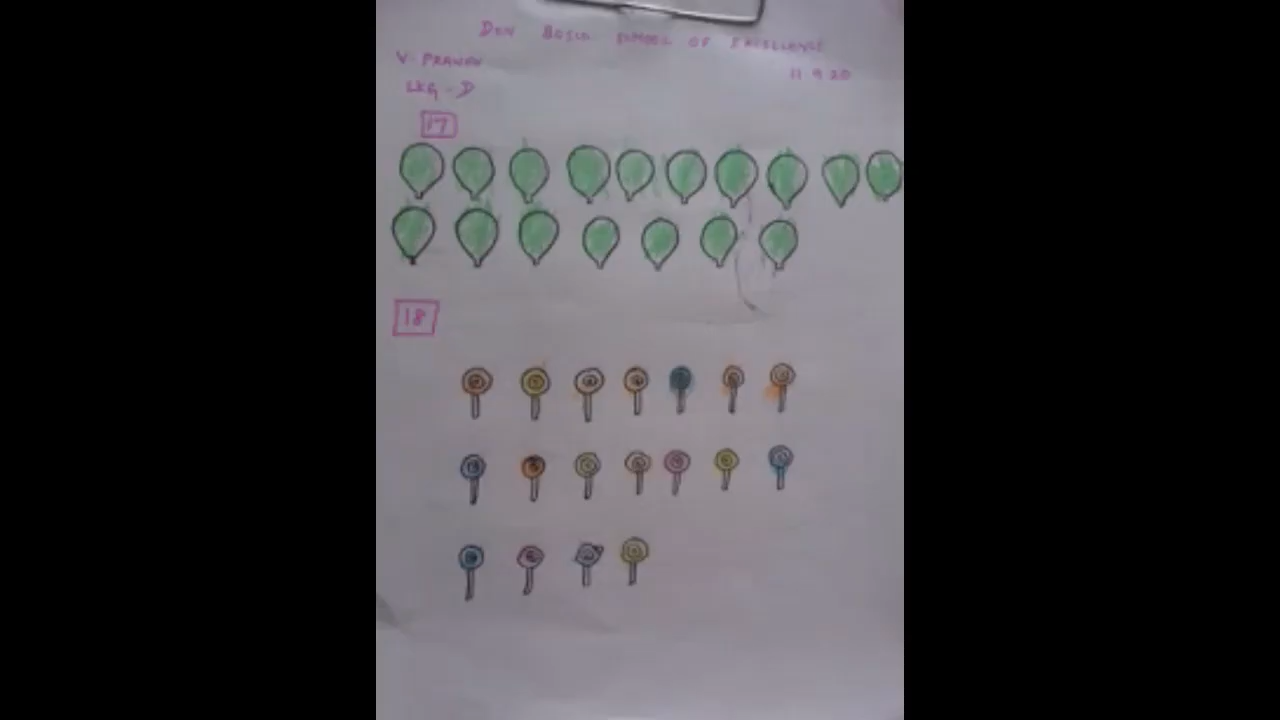 DON BOSCO SCHOOL OF EXCELLENCE
V. PRANAV
11 9 20
LKG - D
17
18